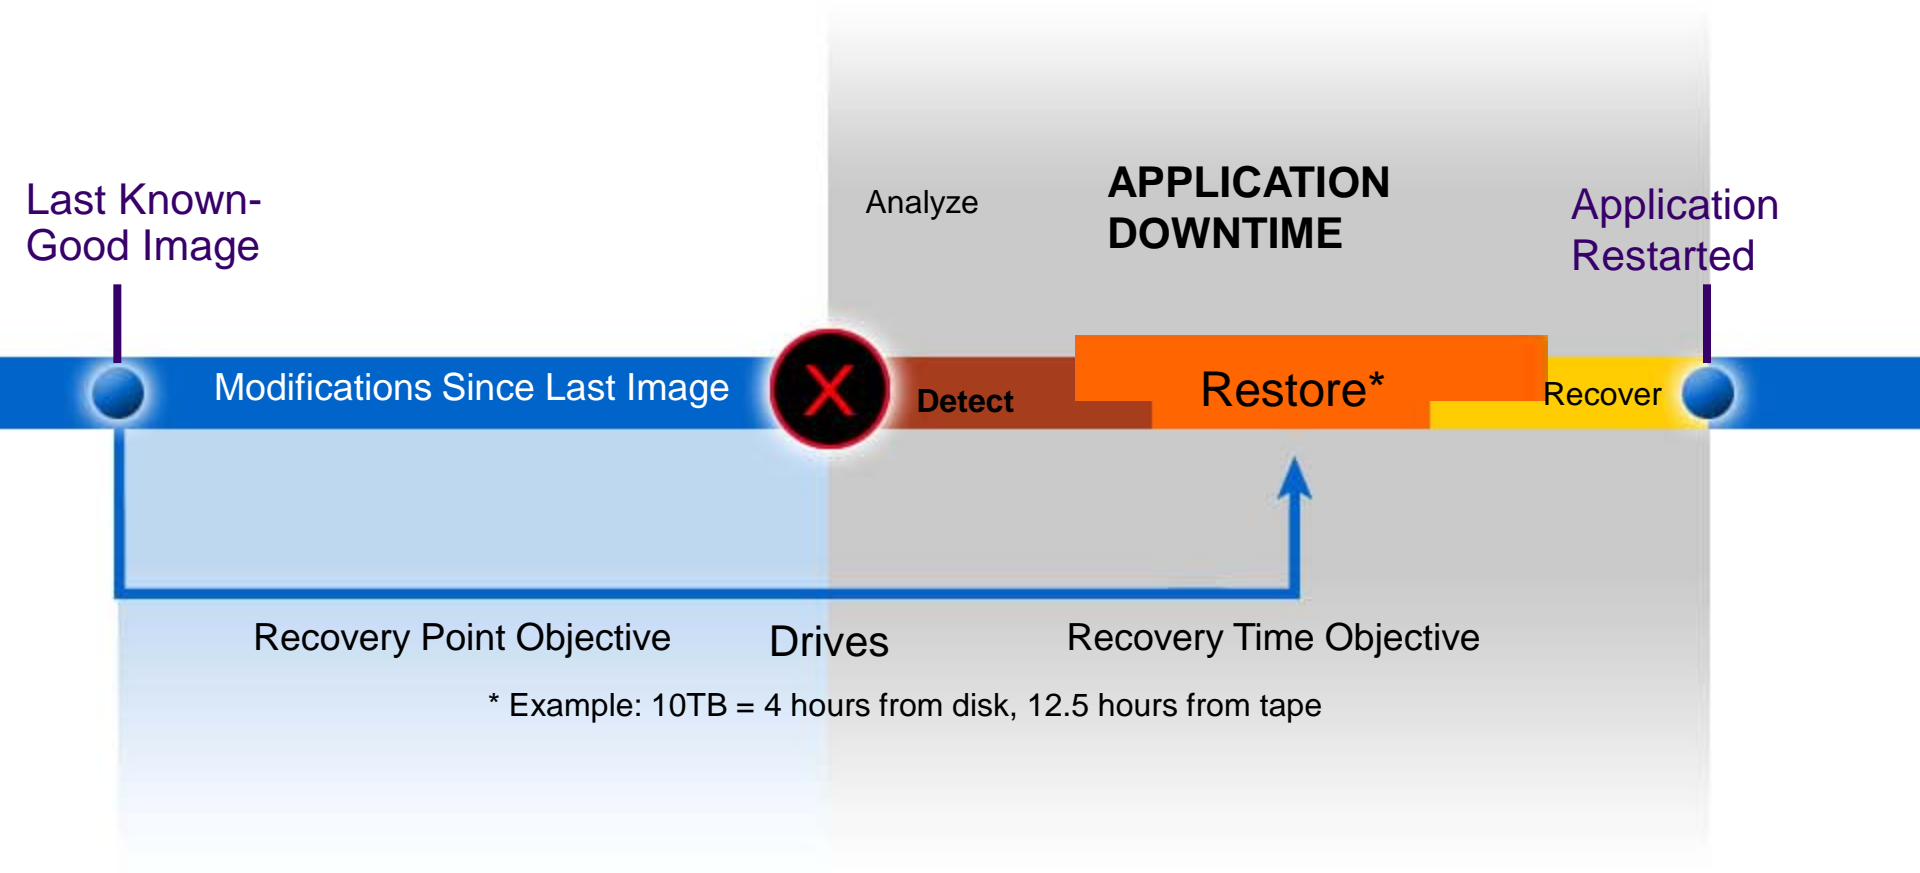 Last Known-
Good Image
Analyze
APPLICATION
DOWNTIME
Application
Restarted
Modifications Since Last Image
X
Detect
Restore*
Recover
Recovery Point Objective
Drives
Recovery Time Objective
* Example: 10TB = 4 hours from disk, 12.5 hours from tape